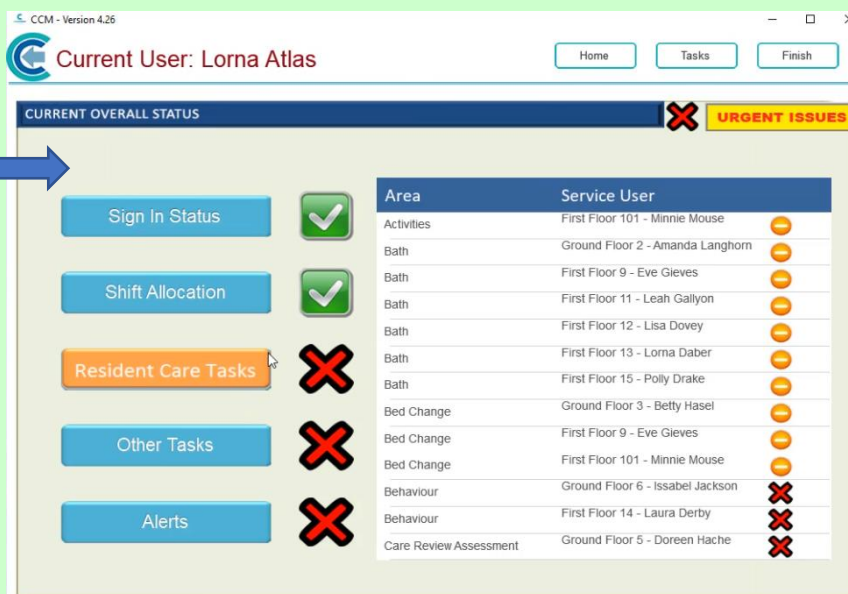 CCM - Version 4.26
Current User: Lorna Atlas
Home
Tasks
Finish
CURRENT OVERALL STATUS
URGENT ISSUES
Sign In Status
Shift Allocation
Resident Care Tasks
Other Tasks
Alerts
Area Service User
Activities First Floor 101 - Minnie Mouse
Bath Ground Floor 2 - Amanda Langhorn
Bath First Floor 9 - Eve Gieves
Bath First Floor 11 - Leah Gallyon
Bath First Floor 12 - Lisa Dovey
Bath First Floor 13 - Lorna Daber
Bath First Floor 15 - Polly Drake
Bed Change Ground Floor 3 - Betty Hasel
Bed Change First Floor 9 - Eve Gieves
Bed Change First Floor 101 - Minnie Mouse
Behaviour Ground Floor 6 - Issabel Jackson
Behaviour First Floor 14 - Laura Derby
Care Review Assessment Ground Floor 5 - Doreen Hache